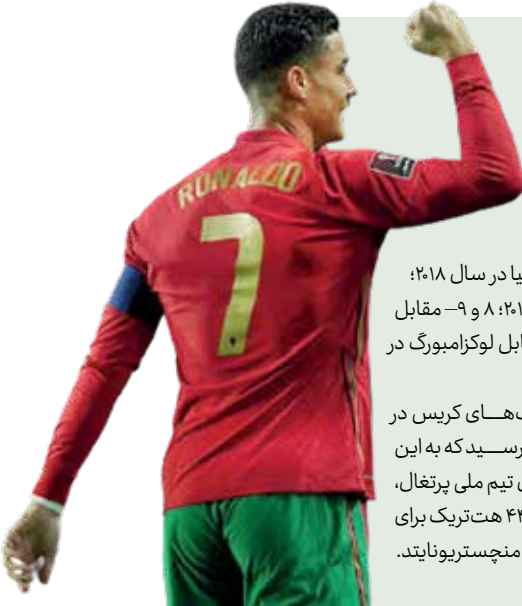 RONALDO
7
یا در سال ۲۰۱۸؛
۲۰۱؛ ۸ و ۹– مقابل
ابل لوکزامبورگ در
ـ‌هـــای کریس در
رســـید که به این
تیم ملی پرتغال،
هت‌تریک برای
منچستریونایتد.